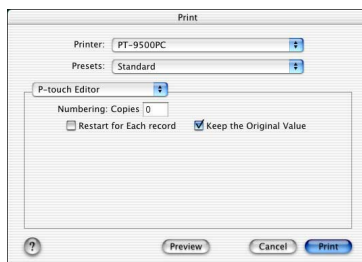 Print
Printer: PT-9500PC
Presets: Standard
P-touch Editor
Numbering: Copies 0
Restart for Each record Keep the Original Value
? Preview Cancel Print